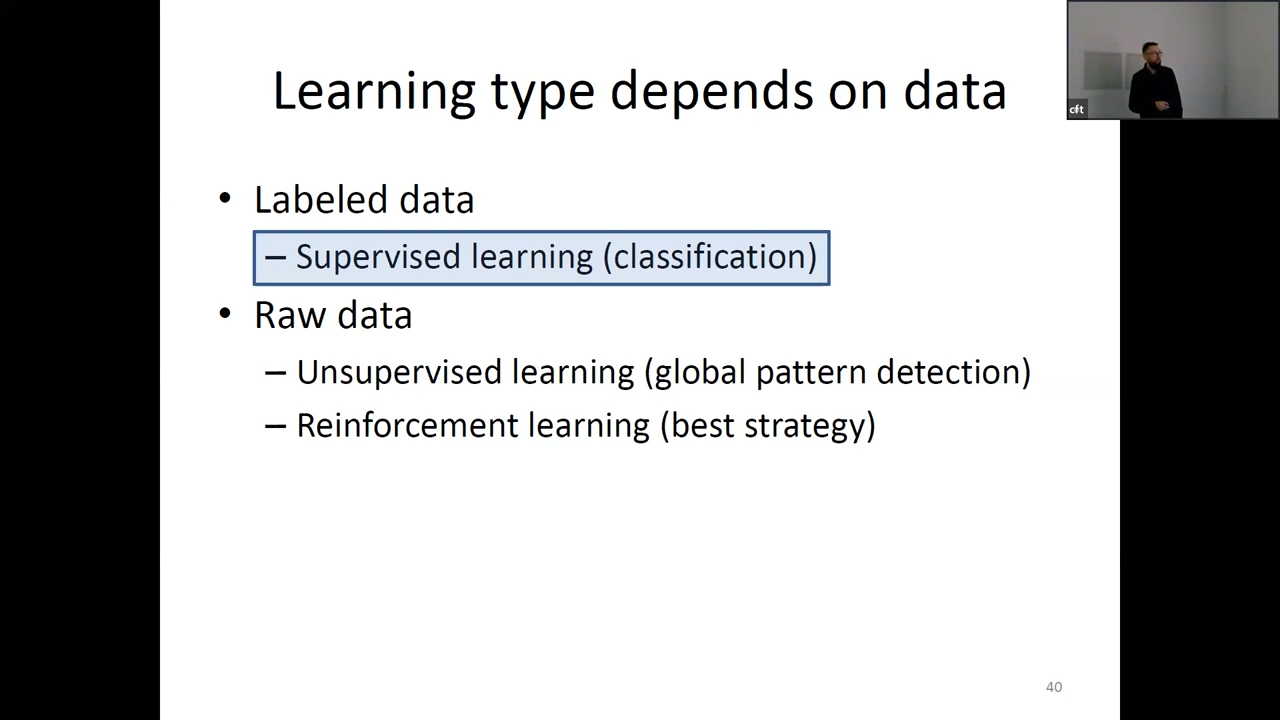 Learning type depends on data
cft
• Labeled data
– Supervised learning (classification)
• Raw data
– Unsupervised learning (global pattern detection)
– Reinforcement learning (best strategy)
40